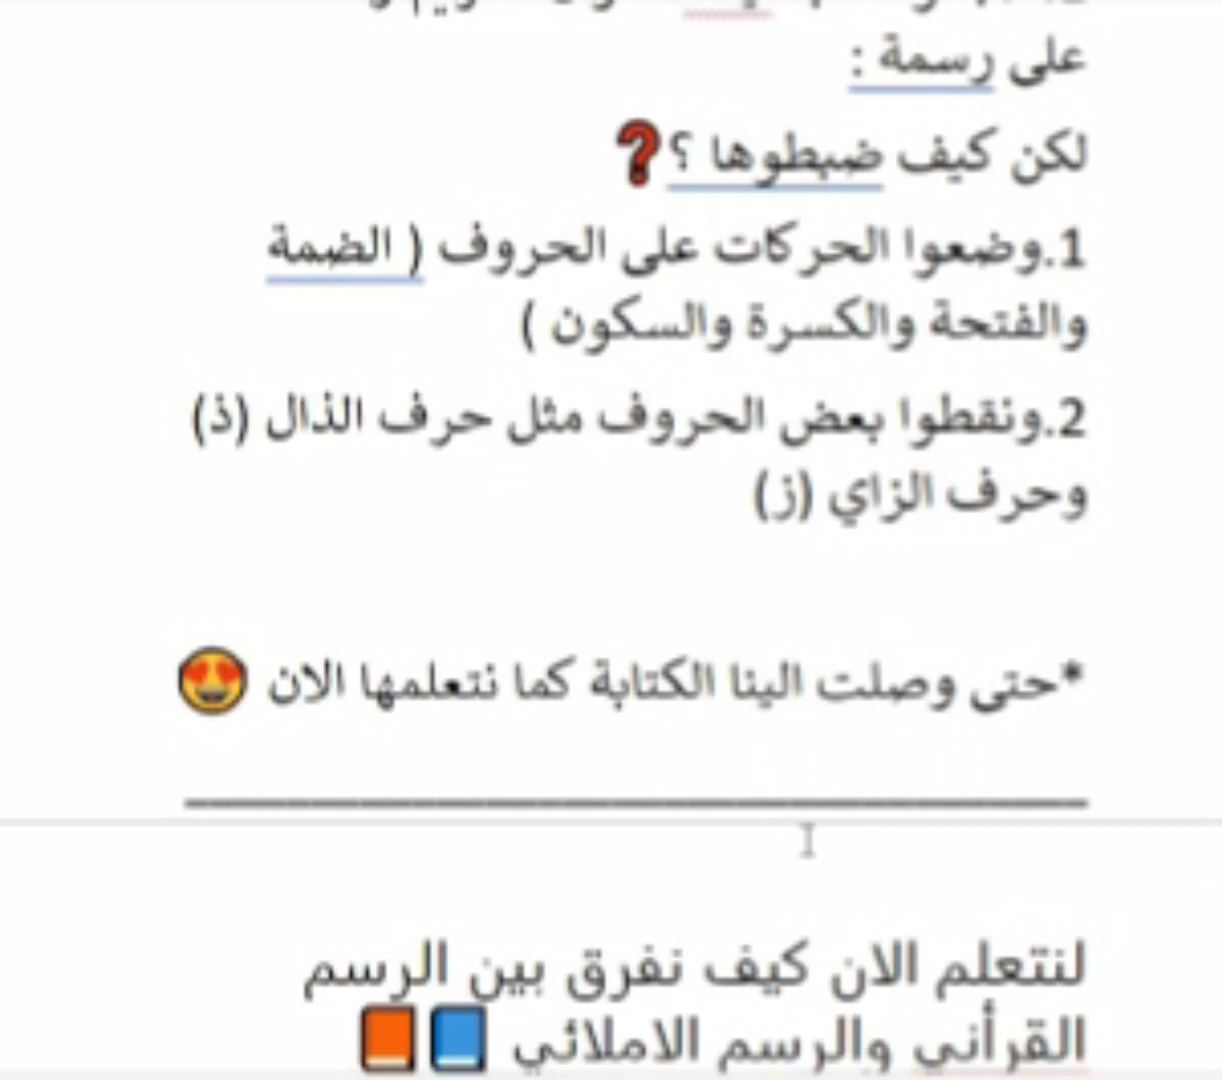 على رسمة :
لكن كيف ضبطوها ؟❓
1.وضعوا الحركات على الحروف ( الضمة
والفتحة والكسرة والسكون )
2.ونقطوا بعض الحروف مثل حرف الذال (ذ)
وحرف الزاي (ز)
*حتى وصلت الينا الكتابة كما نتعلمها الان 😍
لنتعلم الان كيف نفرق بين الرسم
القرأني والرسم الاملائي 📘📙